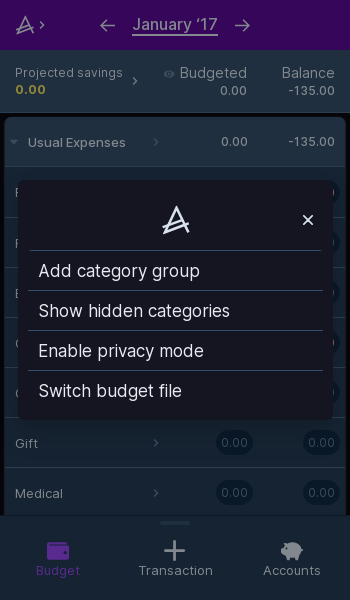 January ‘17
Projected savings
0.00
Budgeted
0.00
Balance
-135.00
Usual Expenses
0.00
-135.00
Add category group
Show hidden categories
Enable privacy mode
Switch budget file
Gift
0.00
0.00
Medical
0.00
0.00
Budget
Transaction
Accounts